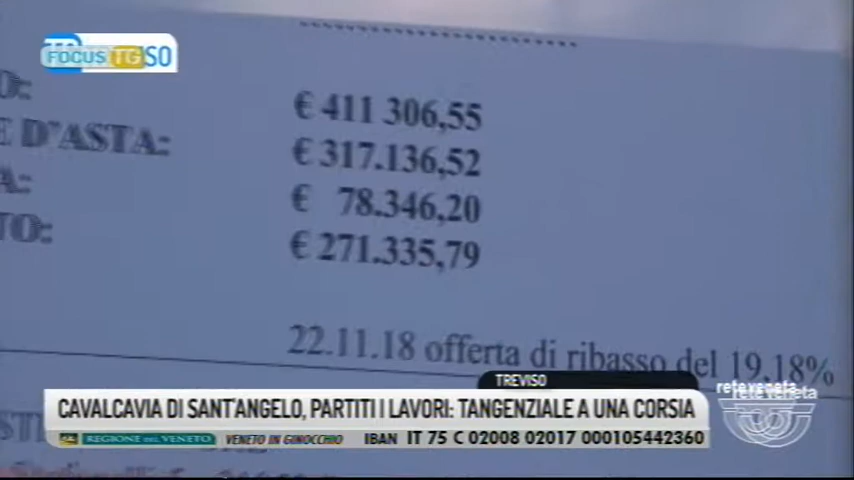 FOCUS TG SO
€ 411 306,55
E D'ASTA: € 317.136,52
€ 78.346,20
TO: € 271.335,79
22.11.18 offerta di ribasso del 19,18%
TREVISO
CAVALCAVIA DI SANT'ANGELO, PARTITI I LAVORI: TANGENZIALE A UNA CORSIA
reteveneta
rete veneta
REGIONE DEL VENETO VENETO IN GINOCCHIO IBAN IT 75 C 02008 02017 000105442360